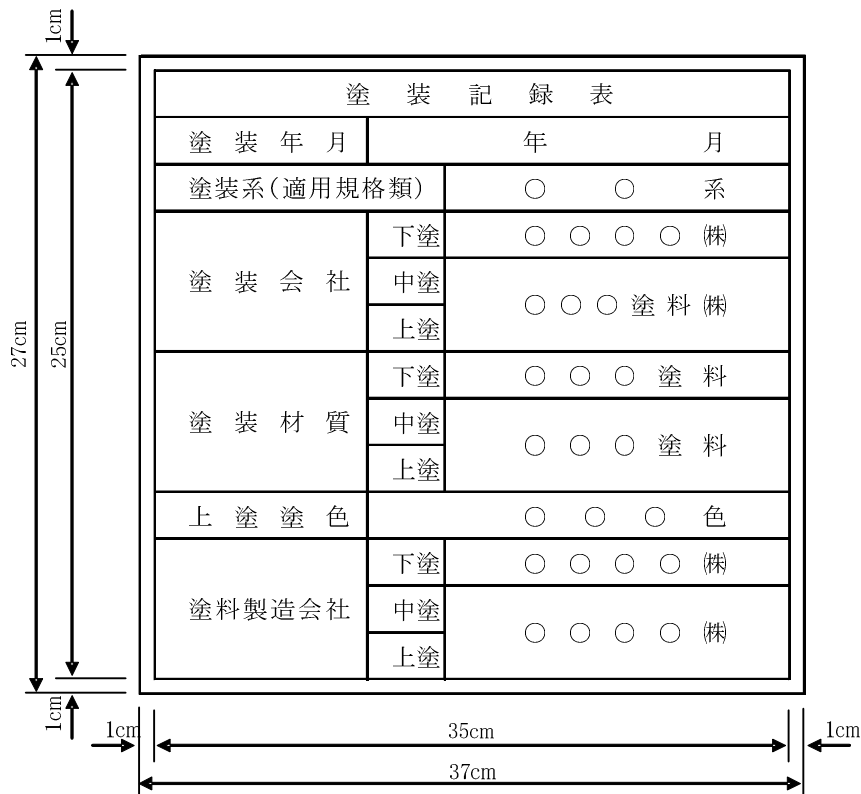 1cm
27cm
25cm
塗装記録表
塗装年月 年 月
塗装系(適用規格類) ○ ○ 系
塗装会社 下塗 ○ ○ ○ ○ ㈱
中塗 ○ ○ ○ 塗料 ㈱
上塗
塗装材質 下塗 ○ ○ ○ 塗料
中塗 ○ ○ ○ 塗料
上塗
上塗塗色 ○ ○ ○ 色
塗料製造会社 下塗 ○ ○ ○ ○ ㈱
中塗 ○ ○ ○ ○ ㈱
上塗
1cm
1cm 35cm 1cm
37cm